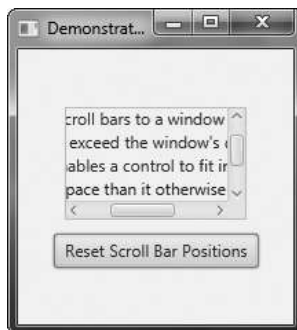 Demonstrat...
croll bars to a window
exceed the window's
ables a control to fit
pace than it otherwise
Reset Scroll Bar Positions